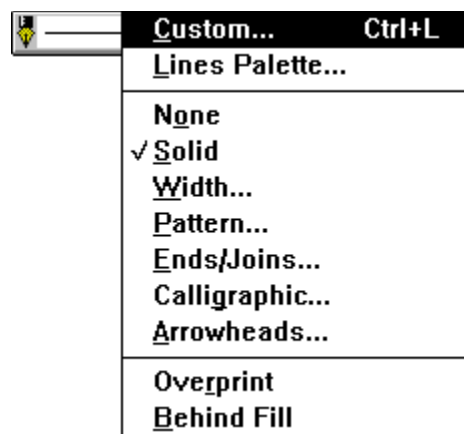 Custom... Ctrl+L
Lines Palette...
None
Solid
Width...
Pattern...
Ends/Joins...
Calligraphic...
Arrowheads...
Overprint
Behind Fill